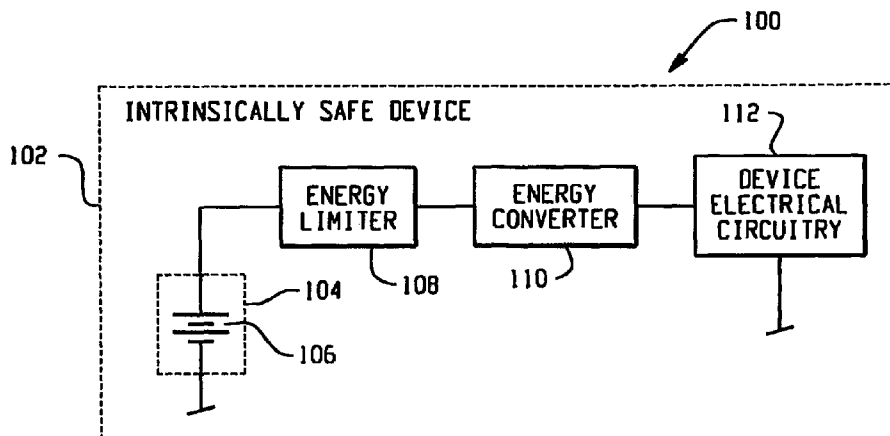 100
INTRINSICALLY SAFE DEVICE
112
102
ENERGY
LIMITER
ENERGY
CONVERTER
DEVICE
ELECTRICAL
CIRCUITRY
108
110
104
106